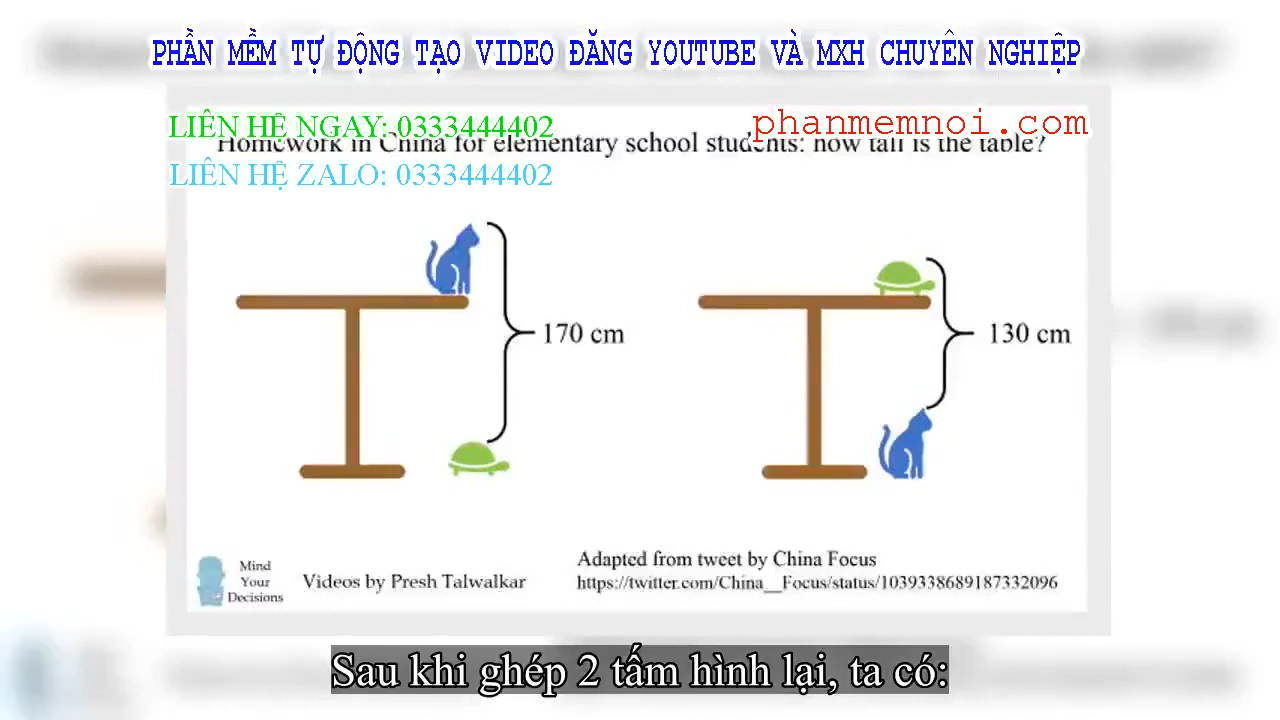 PHẦN MỀM TỰ ĐỘNG TẠO VIDEO ĐĂNG YOUTUBE VÀ MXH CHUYÊN NGHIỆP
LIÊN HỆ NGAY: 0333444402
phanmemnoi.com
Homework in China for elementary school students: how tall is the table?
LIÊN HỆ ZALO: 0333444402
170 cm
130 cm
Mind
Your
Decisions
Videos by Presh Talwalkar
Adapted from tweet by China Focus
https://twitter.com/China__Focus/status/1039338689187332096
Sau khi ghép 2 tấm hình lại, ta có: